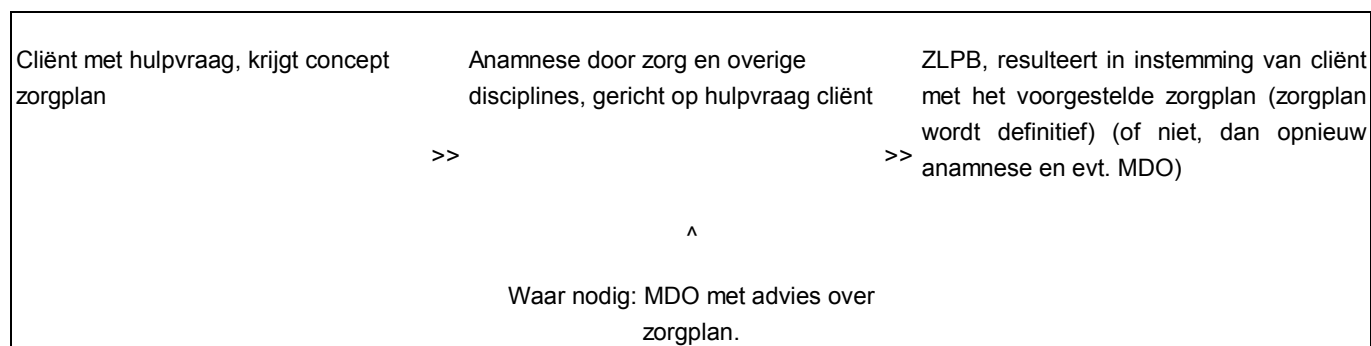 Cliënt met hulpvraag, krijgt concept
zorgplan
>>
Anamnese door zorg en overige
disciplines, gericht op hulpvraag cliënt
>>
ZLPB, resulteert in instemming van cliënt
met het voorgestelde zorgplan (zorgplan
wordt definitief) (of niet, dan opnieuw
anamnese en evt. MDO)
^
Waar nodig: MDO met advies over
zorgplan.